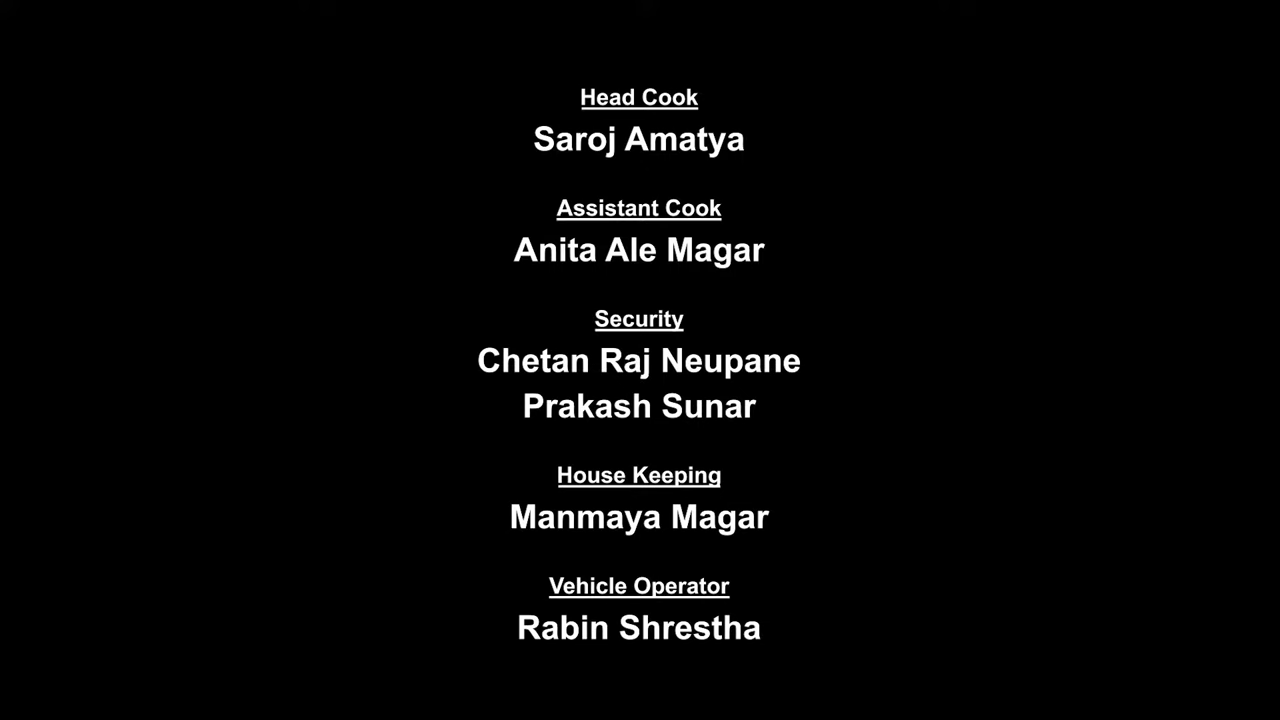 Head Cook
Saroj Amatya
Assistant Cook
Anita Ale Magar
Security
Chetan Raj Neupane
Prakash Sunar
House Keeping
Manmaya Magar
Vehicle Operator
Rabin Shrestha